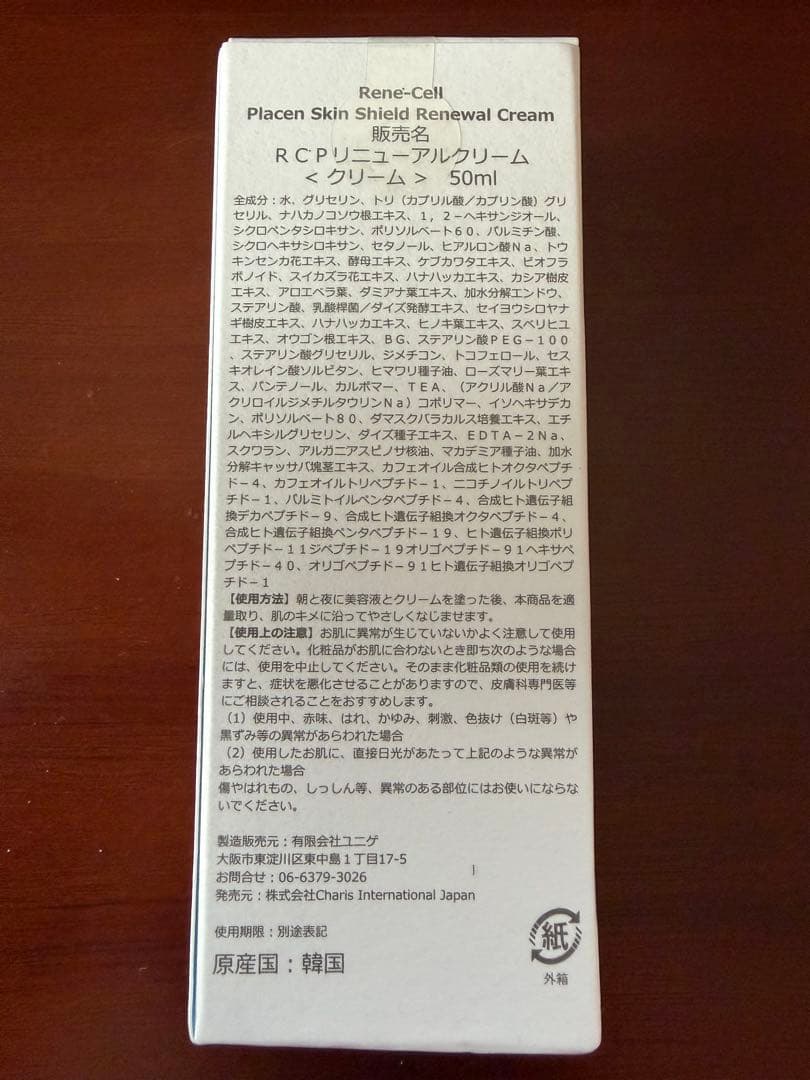 Rene-Cell
Placen Skin Shield Renewal Cream
販売名
ＲＣＰリニューアルクリーム
＜ クリーム ＞　50ml
全成分：水、グリセリン、トリ（カプリル酸／カプリン酸）グリ
セリル、ナハカノコソウ根エキス、１，２－ヘキサンジオール、
シクロペンタシロキサン、ポリソルベート６０、パルミチン酸、
シクロヘキサシロキサン、セタノール、ヒアルロン酸Ｎａ、トウ
キンセンカ花エキス、酵母エキス、ケブカワタエキス、ビオフラ
ボノイド、スイカズラ花エキス、ハナハッカエキス、カシア樹皮
エキス、アロエベラ葉、ダミアナ葉エキス、加水分解エンドウ、
ステアリン酸、乳酸桿菌／ダイズ発酵エキス、セイヨウシロヤナ
ギ樹皮エキス、ハナハッカエキス、ヒノキ葉エキス、スベリヒユ
エキス、オウゴン根エキス、ＢＧ、ステアリン酸ＰＥＧ－１００
、ステアリン酸グリセリル、ジメチコン、トコフェロール、セス
キオレイン酸ソルビタン、ヒマワリ種子油、ローズマリー葉エキ
ス、パンテノール、カルボマー、ＴＥＡ、（アクリル酸Ｎａ／ア
クリロイルジメチルタウリンＮａ）コポリマー、イソヘキサデカ
ン、ポリソルベート８０、ダマスクバラカルス培養エキス、エチ
ルヘキシルグリセリン、ダイズ種子エキス、ＥＤＴＡ－２Ｎａ、
スクワラン、アルガニアスピノサ核油、マカデミア種子油、加水
分解キャッサバ塊茎エキス、カフェオイル合成ヒトオクタペプチ
ド－４、カフェオイルトリペプチド－１、ニコチノイルトリペプ
チド－１、パルミトイルペンタペプチド－４、合成ヒト遺伝子組
換デカペプチド－９、合成ヒト遺伝子組換オクタペプチド－４、
合成ヒト遺伝子組換ペンタペプチド－１９、ヒト遺伝子組換ポリ
ペプチド－１１ジペプチド－１９オリゴペプチド－９１ヘキサペ
プチド－４０、オリゴペプチド－９１ヒト遺伝子組換オリゴペプ
チド－１
【使用方法】朝と夜に美容液とクリームを塗った後、本商品を適
量取り、肌のキメに沿ってやさしくなじませます。
【使用上の注意】お肌に異常が生じていないかよく注意して使用
してください。化粧品がお肌に合わないとき即ち次のような場合
には、使用を中止してください。そのまま化粧品類の使用を続け
ますと、症状を悪化させることがありますので、皮膚科専門医等
にご相談されることをおすすめします。
（1）使用中、赤味、はれ、かゆみ、刺激、色抜け（白斑等）や
黒ずみ等の異常があらわれた場合
（2）使用したお肌に、直接日光があたって上記のような異常が
あらわれた場合
傷やはれもの、しっしん等、異常のある部位にはお使いにならな
いでください。
製造販売元：有限会社ユニゲ
大阪市東淀川区東中島１丁目17-5
お問合：06-6379-3026
発売元：株式会社Charis International Japan
使用期限：別途表記
原産国：韓国
紙
外箱